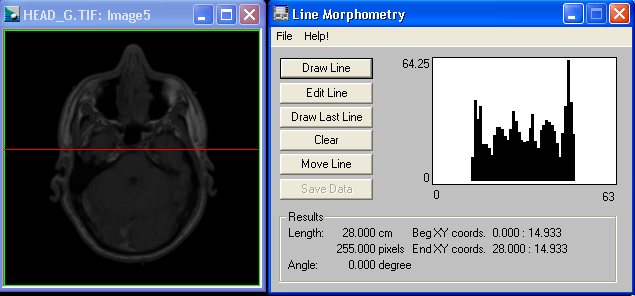 HEAD_G.TIF: Image5
Line Morphometry
File Help!
Draw Line
Edit Line
Draw Last Line
Clear
Move Line
Save Data
64.25
0
0 63
Results
Length: 28.000 cm Beg XY coords. 0.000 : 14.933
255.000 pixels End XY coords. 28.000 : 14.933
Angle: 0.000 degree